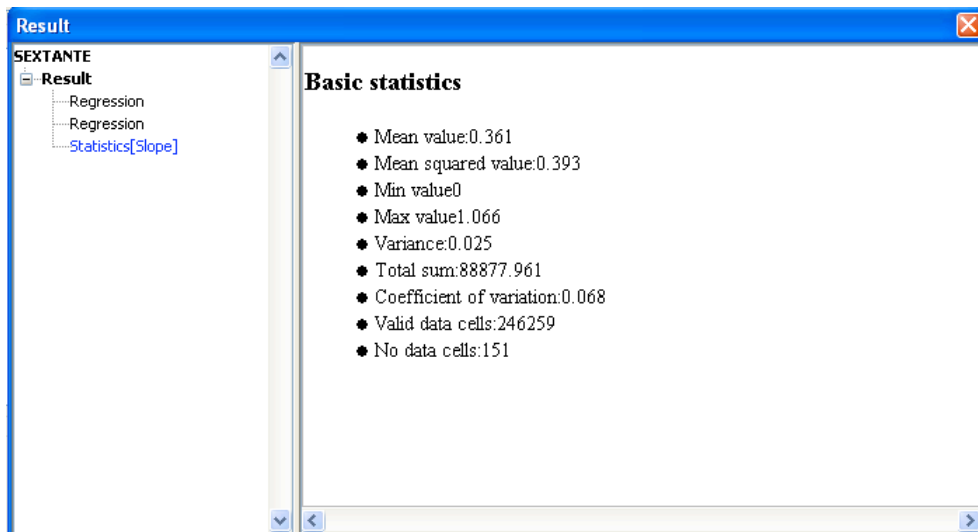 Result
SEXTANTE
Result
Regression
Regression
Statistics[Slope]
Basic statistics
Mean value:0.361
Mean squared value:0.393
Min value0
Max value1.066
Variance:0.025
Total sum:88877.961
Coefficient of variation:0.068
Valid data cells:246259
No data cells:151